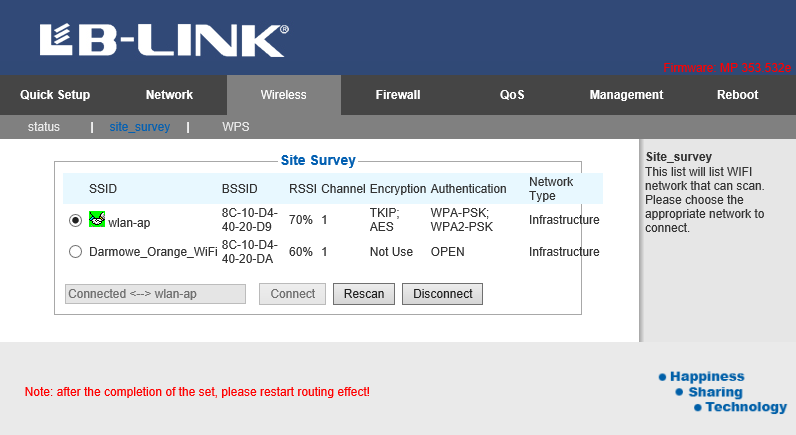 LB-LINK®
Quick Setup Network Wireless Firewall QoS Management Reboot
status | site_survey | WPS
Site Survey
SSID BSSID RSSI Channel Encryption Authentication Network Type
wlan-ap 8C-10-D4-40-20-D9 70% 1 TKIP; AES WPA-PSK; WPA2-PSK Infrastructure
Darmowe_Orange_WiFi 8C-10-D4-40-20-DA 60% 1 Not Use OPEN Infrastructure
Connected <--> wlan-ap Connect Rescan Disconnect
Site_survey
This list will list WIFI
network that can scan.
Please choose the
appropriate network to
connect.
Note: after the completion of the set, please restart routing effect!
Happiness
Sharing
Technology